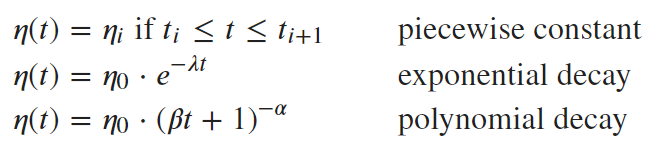 η(t) = ηᵢ if tᵢ ≤ t ≤ tᵢ₊₁ piecewise constant
η(t) = η₀ · e^{−λt} exponential decay
η(t) = η₀ · (βt + 1)^{−α} polynomial decay